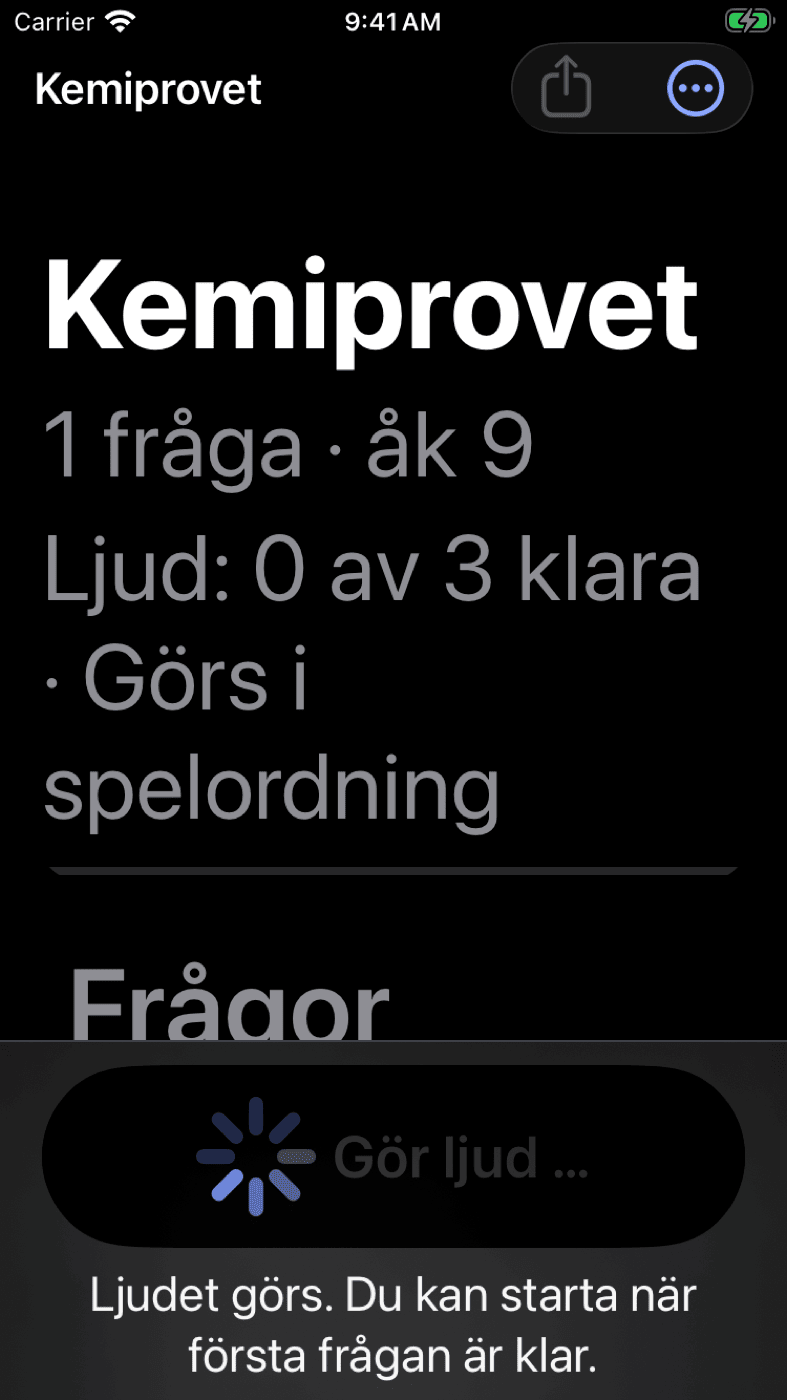 Carrier 9:41 AM
Kemiprovet
Kemiprovet
1 fråga · åk 9
Ljud: 0 av 3 klara
· Görs i
spelordning
Frågor
Gör ljud ...
Ljudet görs. Du kan starta när
första frågan är klar.